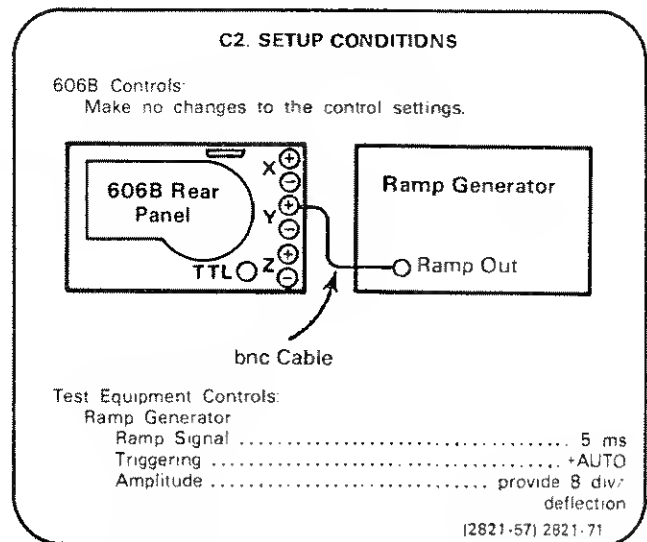 C2. SETUP CONDITIONS
606B Controls:
Make no changes to the control settings.
606B Rear
Panel
X + −
Y + −
TTL Z + −
Ramp Generator
Ramp Out
bnc Cable
Test Equipment Controls:
Ramp Generator
Ramp Signal .................................. 5 ms
Triggering .................................. +AUTO
Amplitude ......................... provide 8 div/
deflection
(2821-57) 2821-71